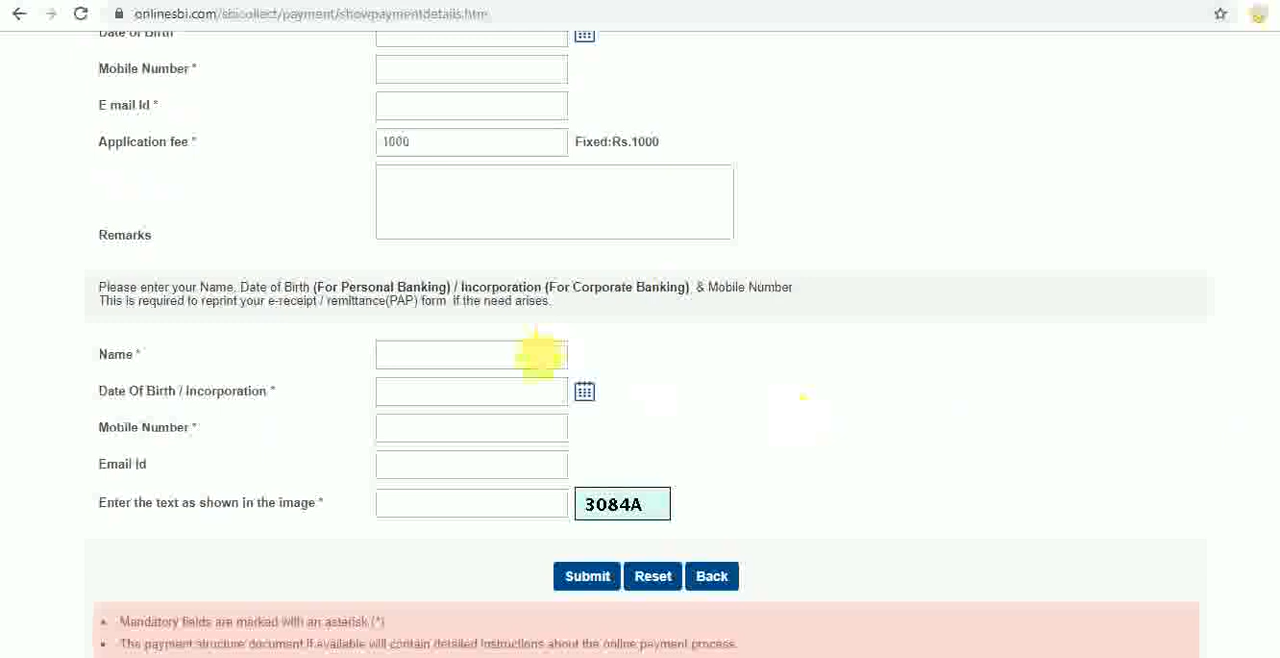 onlinesbi.com/sbicollect/payment/showpaymentdetails.htm
Date of Birth
Mobile Number *
E mail Id *
Application fee * 1000 Fixed:Rs.1000
Remarks
Please enter your Name, Date of Birth (For Personal Banking) / Incorporation (For Corporate Banking) & Mobile Number
This is required to reprint your e-receipt / remittance(PAP) form if the need arises.
Name *
Date Of Birth / Incorporation *
Mobile Number *
Email Id
Enter the text as shown in the image * 3084A
Submit Reset Back
Mandatory fields are marked with an asterisk (*)
The payment structure document if available will contain detailed instructions about the online payment process.